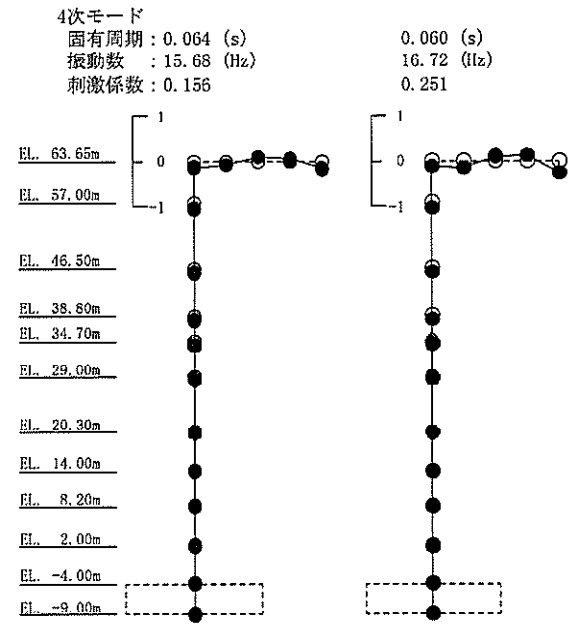 4次モード
固有周期：0.064 (s) 0.060 (s)
振動数：15.68 (Hz) 16.72 (Hz)
刺激係数：0.156 0.251
1 1
EL. 63.65m 0 0
EL. 57.00m -1 -1
EL. 46.50m
EL. 38.80m
EL. 34.70m
EL. 29.00m
EL. 20.30m
EL. 14.00m
EL. 8.20m
EL. 2.00m
EL. -4.00m
EL. -9.00m